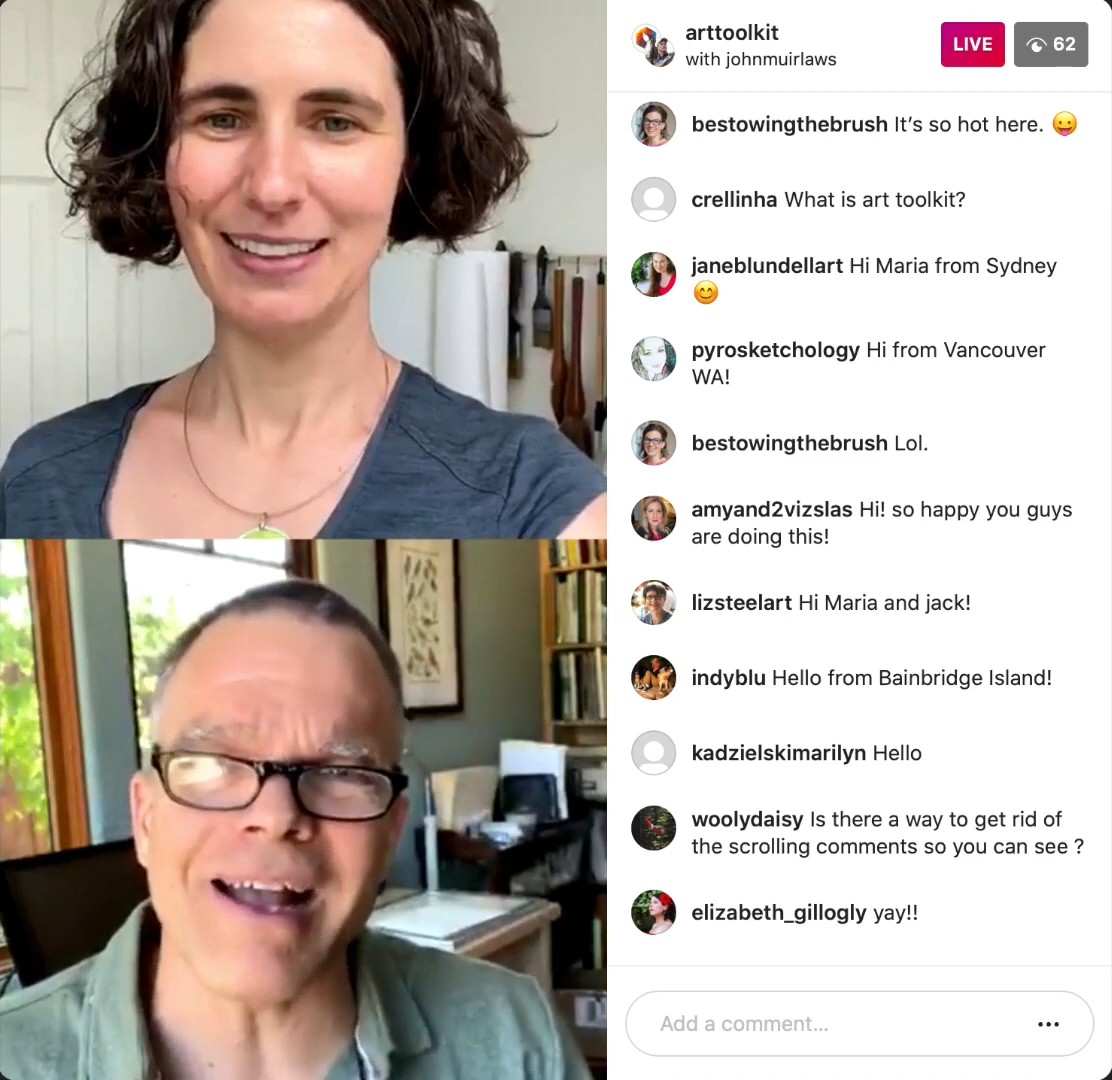 arttoolkit
with johnmuirlaws
LIVE
62
bestowingthebrush It’s so hot here. 😛
crellinha What is art toolkit?
janeblundellart Hi Maria from Sydney
😊
pyrosketchology Hi from Vancouver
WA!
bestowingthebrush Lol.
amyand2vizslas Hi! so happy you guys
are doing this!
lizsteelart Hi Maria and jack!
indyblu Hello from Bainbridge Island!
kadzielskimarilyn Hello
woolydaisy Is there a way to get rid of
the scrolling comments so you can see ?
elizabeth_gillogly yay!!
Add a comment...